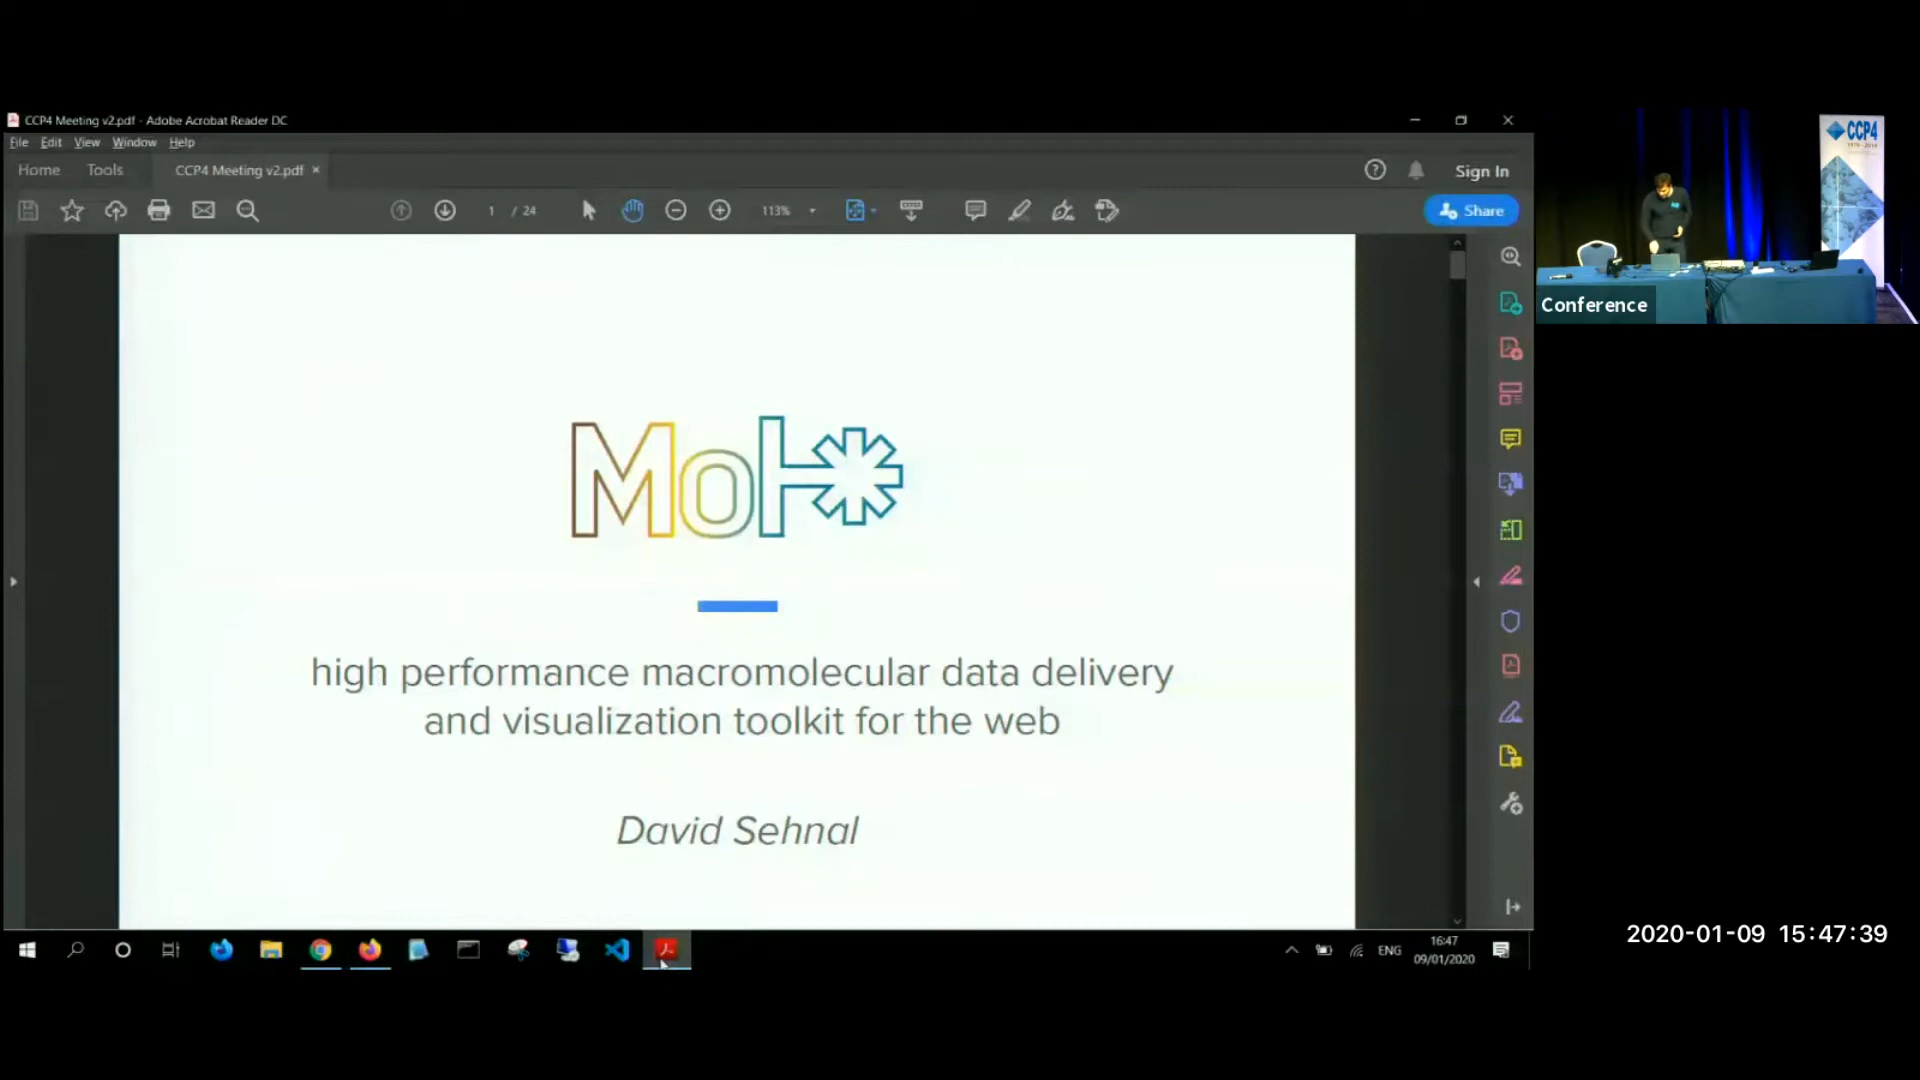 CCP4 Meeting v2.pdf - Adobe Acrobat Reader DC
File Edit View Window Help
Home Tools CCP4 Meeting v2.pdf ×
Sign In
1 / 24
113%
Share
CCP4
Conference
Mol*
high performance macromolecular data delivery
and visualization toolkit for the web
David Sehnal
2020-01-09 15:47:39
ENG
16:47
09/01/2020